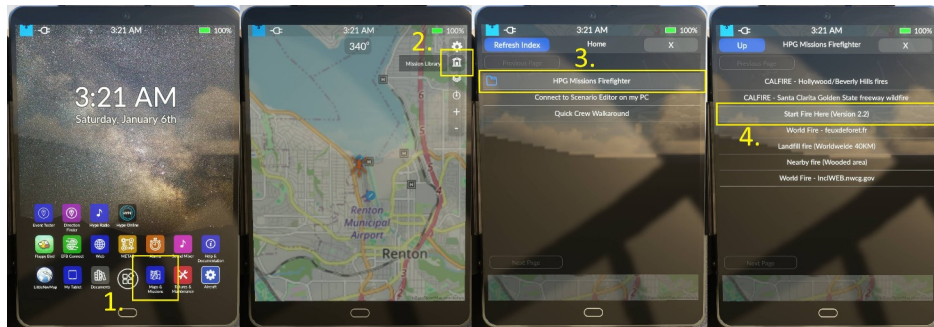 3:21 AM
100%
3:21 AM
Saturday, January 6th
Event Tester
Direction Finder
Hype Radio
Hype Online
Flappy Bird
EFB Connect
Web
METAR
Sound Mixer
Help & Documentation
LittleNavMap
My Tablet
Documents
Maps & Missions
Failures & Maintenance
Aircraft
1.
3:21 AM
100%
340°
2.
Mission Library
H
H
H
+
-
5
Renton
Municipal
Airport
Renton
3:21 AM
100%
Refresh Index
Home
X
3.
Previous Page
HPG Missions Firefighter
Connect to Scenario Editor on my PC
Quick Crew Walkaround
Next Page
3:21 AM
100%
Up
HPG Missions Firefighter
X
Previous Page
CALFIRE - Hollywood/Beverly Hills fires
CALFIRE - Santa Clarita Golden State freeway wildfire
Start Fire Here (Version 2.2)
4.
World Fire - feuxdeforet.fr
Landfill fire (Worldweide 40KM)
Nearby fire (Wooded area)
World Fire - InciWEB.nwcg.gov
Next Page